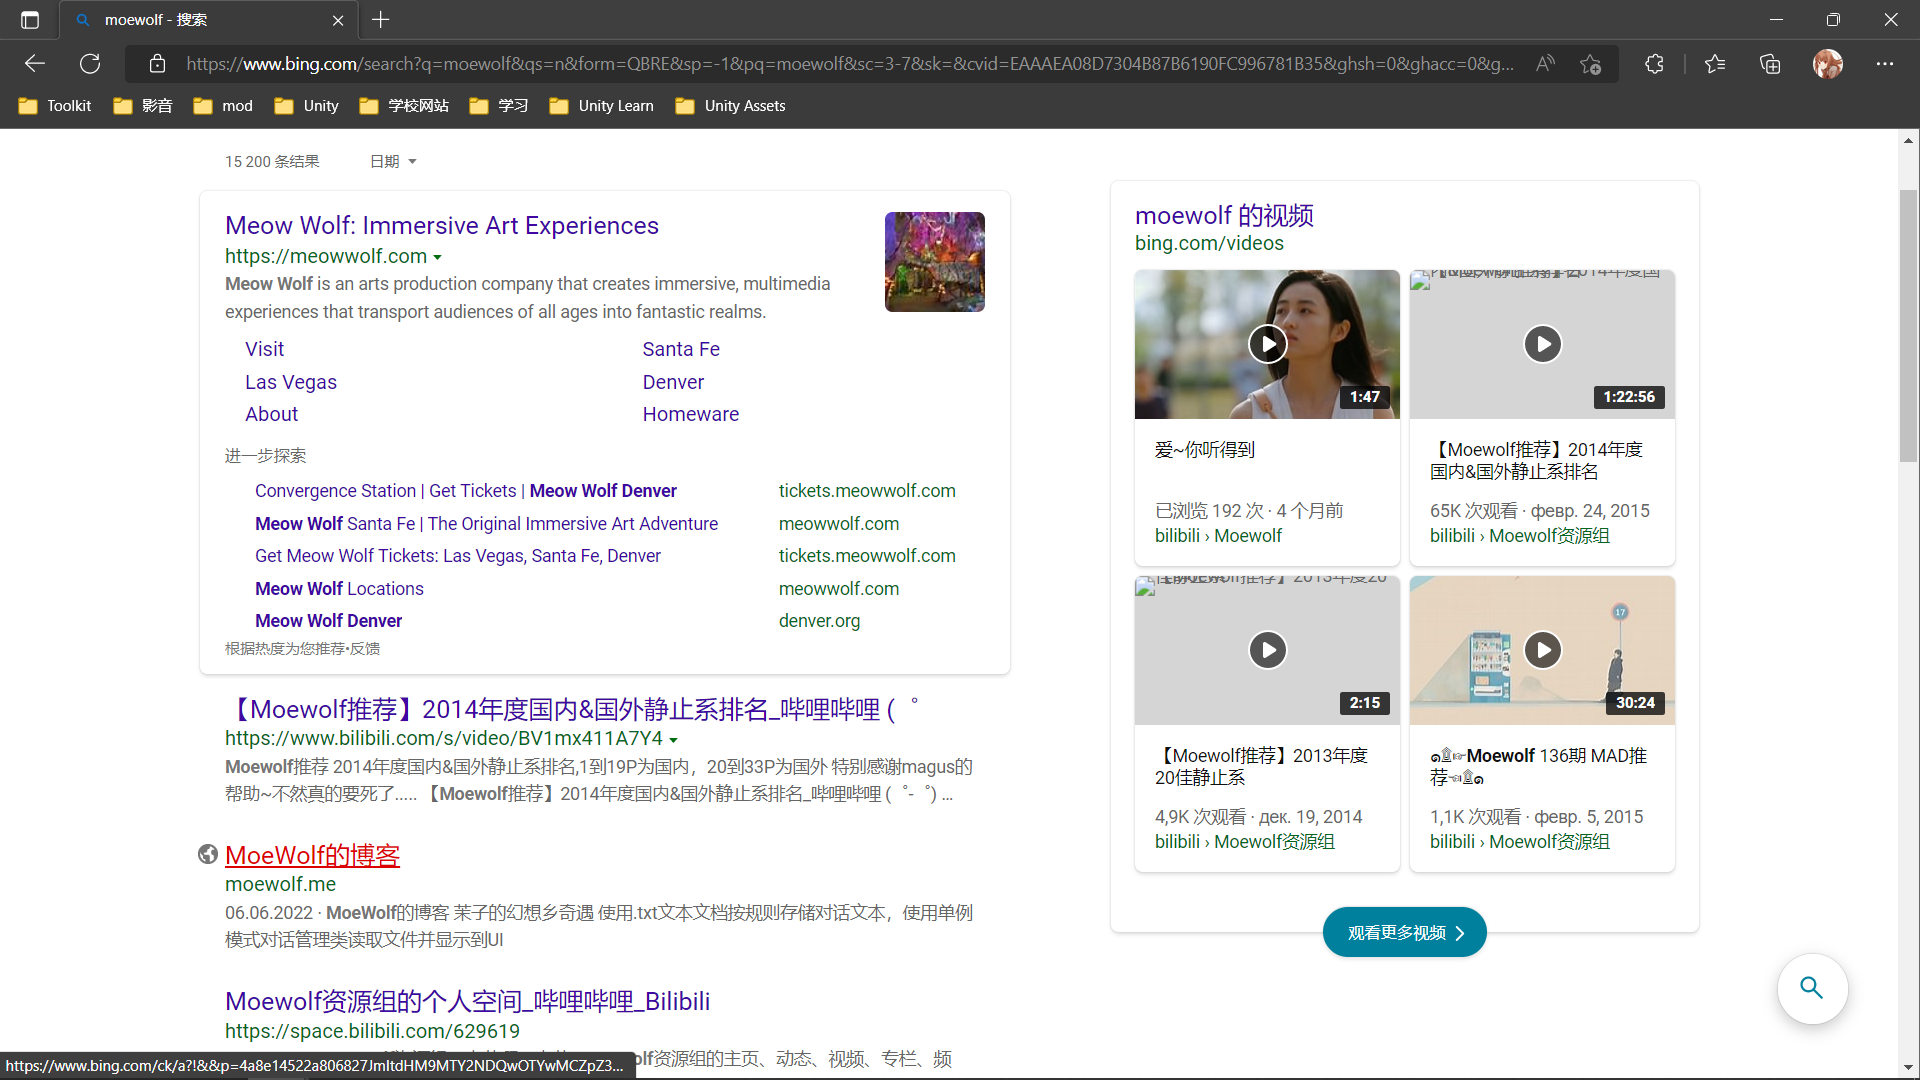 moewolf - 搜索
https://www.bing.com/search?q=moewolf&qs=n&form=QBRE&sp=-1&pq=moewolf&sc=3-7&sk=&cvid=EAAAEA08D7304B87B6190FC996781B35&ghsh=0&ghacc=0&g...
Toolkit 影音 mod Unity 学校网站 学习 Unity Learn Unity Assets
15 200 条结果 日期
Meow Wolf: Immersive Art Experiences
https://meowwolf.com
Meow Wolf is an arts production company that creates immersive, multimedia
experiences that transport audiences of all ages into fantastic realms.
Visit Santa Fe
Las Vegas Denver
About Homeware
进一步探索
Convergence Station | Get Tickets | Meow Wolf Denver tickets.meowwolf.com
Meow Wolf Santa Fe | The Original Immersive Art Adventure meowwolf.com
Get Meow Wolf Tickets: Las Vegas, Santa Fe, Denver tickets.meowwolf.com
Meow Wolf Locations meowwolf.com
Meow Wolf Denver denver.org
根据热度为您推荐•反馈
【Moewolf推荐】2014年度国内&国外静止系排名_哔哩哔哩 (゜
https://www.bilibili.com/s/video/BV1mx411A7Y4
Moewolf推荐 2014年度国内&国外静止系排名,1到19P为国内，20到33P为国外 特别感谢magus的
帮助~不然真的要死了..... 【Moewolf推荐】2014年度国内&国外静止系排名_哔哩哔哩 (゜-゜) ...
MoeWolf的博客
moewolf.me
06.06.2022 · MoeWolf的博客 茉子的幻想乡奇遇 使用.txt文本文档按规则存储对话文本，使用单例
模式对话管理类读取文件并显示到UI
Moewolf资源组的个人空间_哔哩哔哩_Bilibili
https://space.bilibili.com/629619
olf资源组的主页、动态、视频、专栏、频
https://www.bing.com/ck/a?!&&p=4a8e14522a806827JmltdHM9MTY2NDQwOTYwMCZpZ3...
moewolf 的视频
bing.com/videos
1:47
爱~你听得到
已浏览 192 次 · 4 个月前
bilibili › Moewolf
1:22:56
【Moewolf推荐】2014年度
国内&国外静止系排名
65K 次观看 · февр. 24, 2015
bilibili › Moewolf资源组
2:15
【Moewolf推荐】2013年度
20佳静止系
4,9K 次观看 · дек. 19, 2014
bilibili › Moewolf资源组
17
30:24
Moewolf 136期 MAD推
荐
1,1K 次观看 · февр. 5, 2015
bilibili › Moewolf资源组
观看更多视频